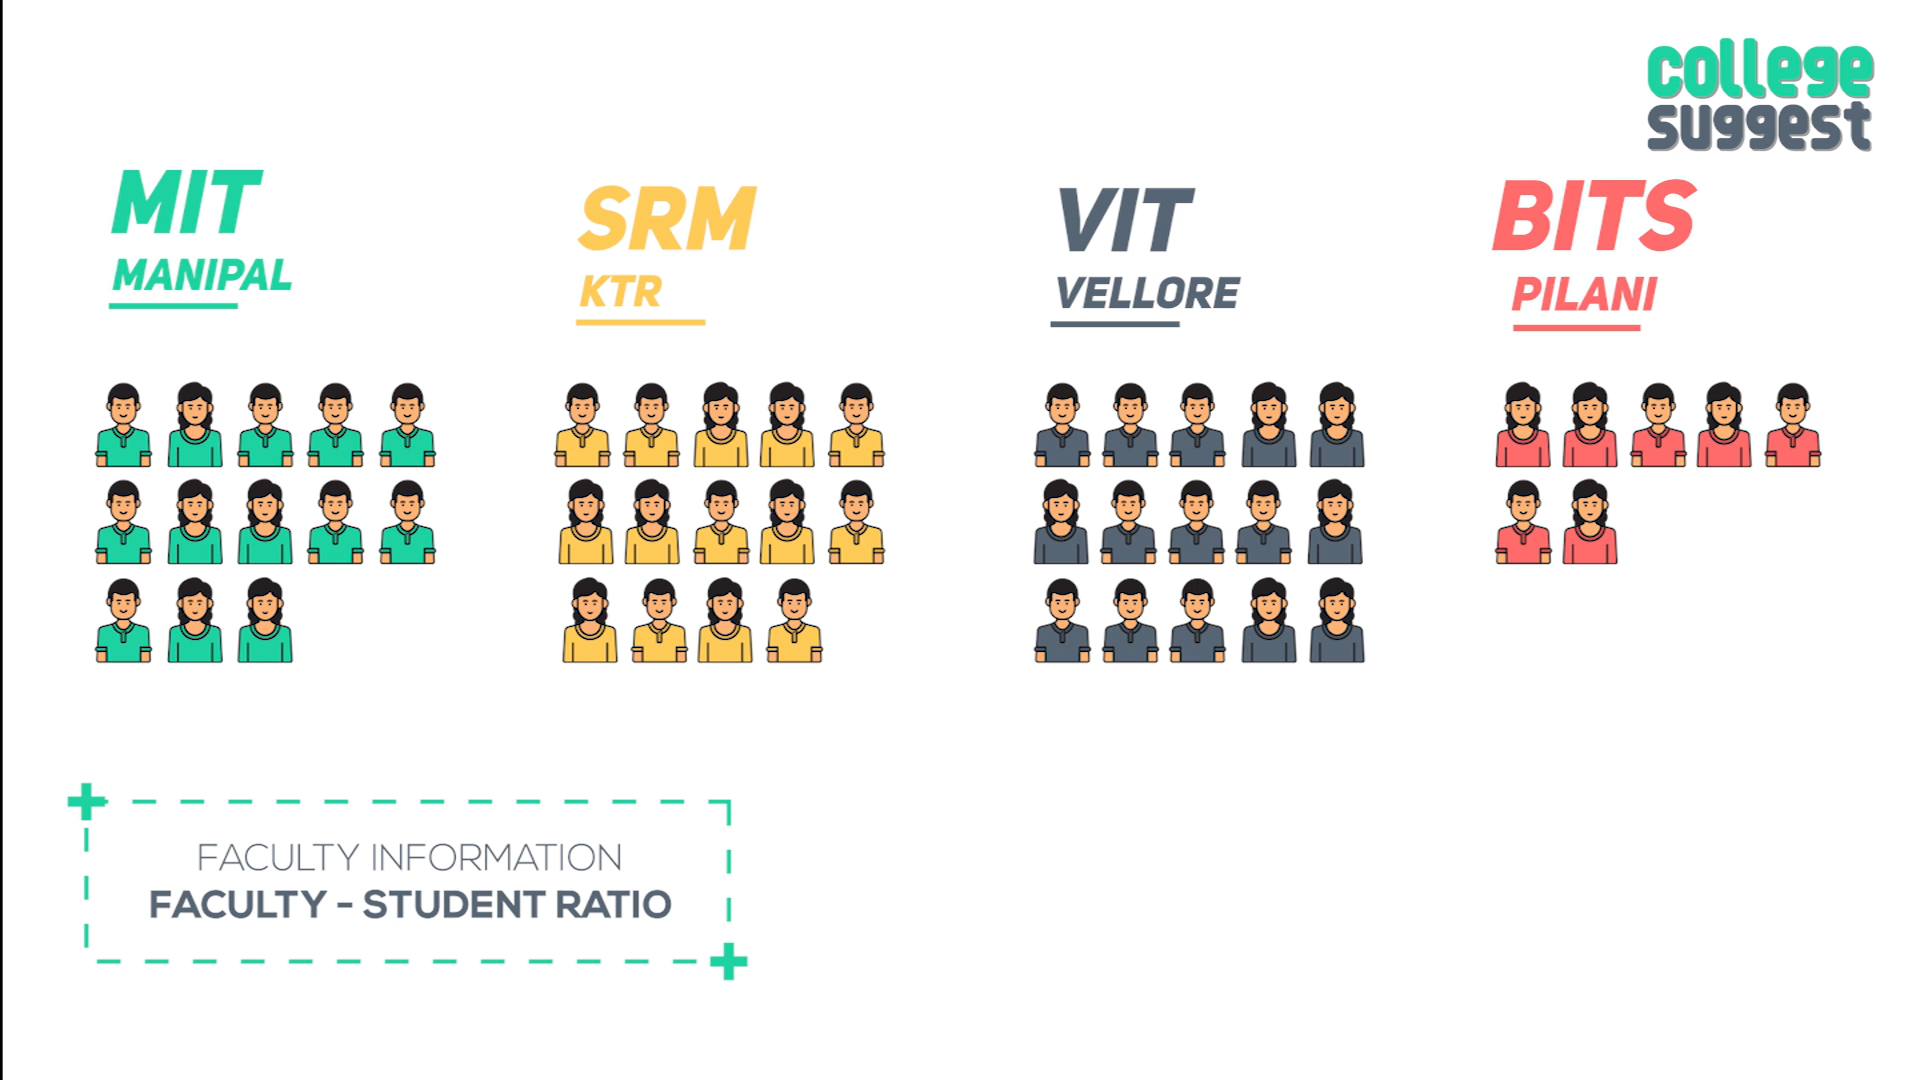 college
suggest
MIT
MANIPAL
SRM
KTR
VIT
VELLORE
BITS
PILANI
FACULTY INFORMATION
FACULTY - STUDENT RATIO